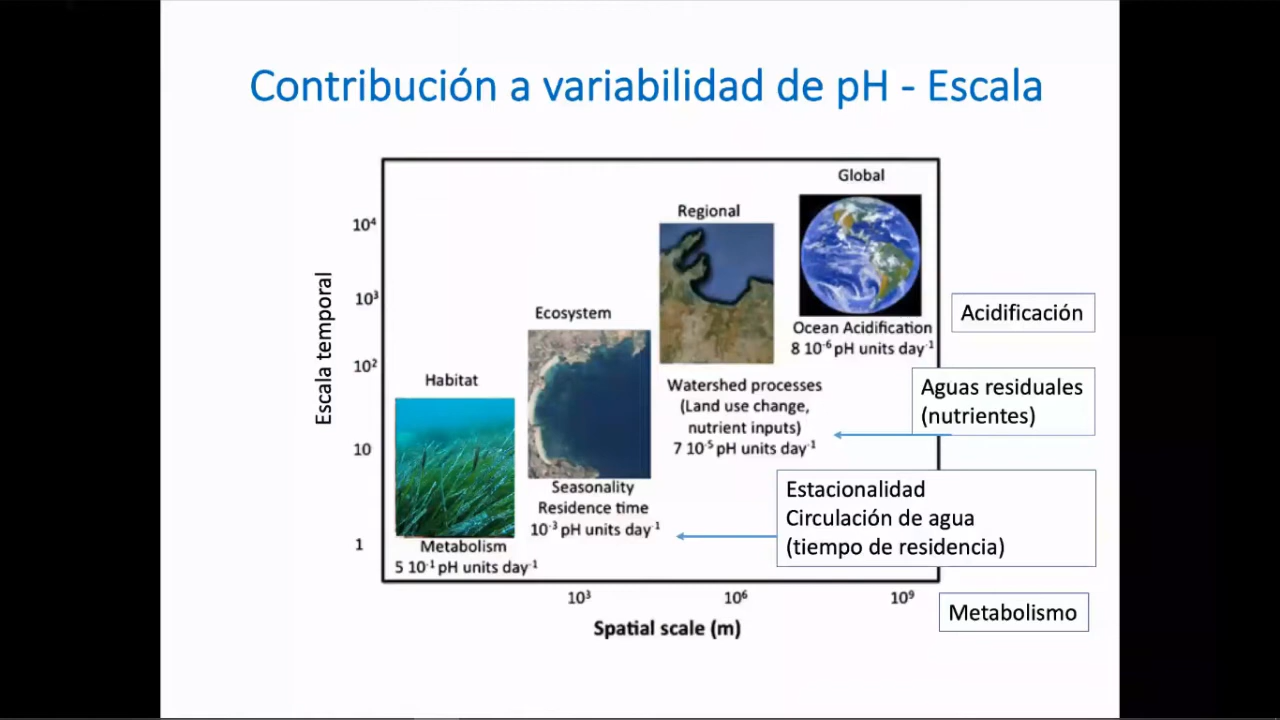 Contribución a variabilidad de pH - Escala
Global
Regional
10⁴
Ecosystem
10³
Ocean Acidification
8 10⁻⁶ pH units day⁻¹
Acidificación
Escala temporal
10²
Habitat
Watershed processes
(Land use change,
nutrient inputs)
7 10⁻⁵ pH units day⁻¹
Aguas residuales
(nutrientes)
10
Seasonality
Residence time
10⁻³ pH units day⁻¹
Estacionalidad
Circulación de agua
(tiempo de residencia)
1
Metabolism
5 10⁻¹ pH units day⁻¹
10³
10⁶
10⁹
Metabolismo
Spatial scale (m)